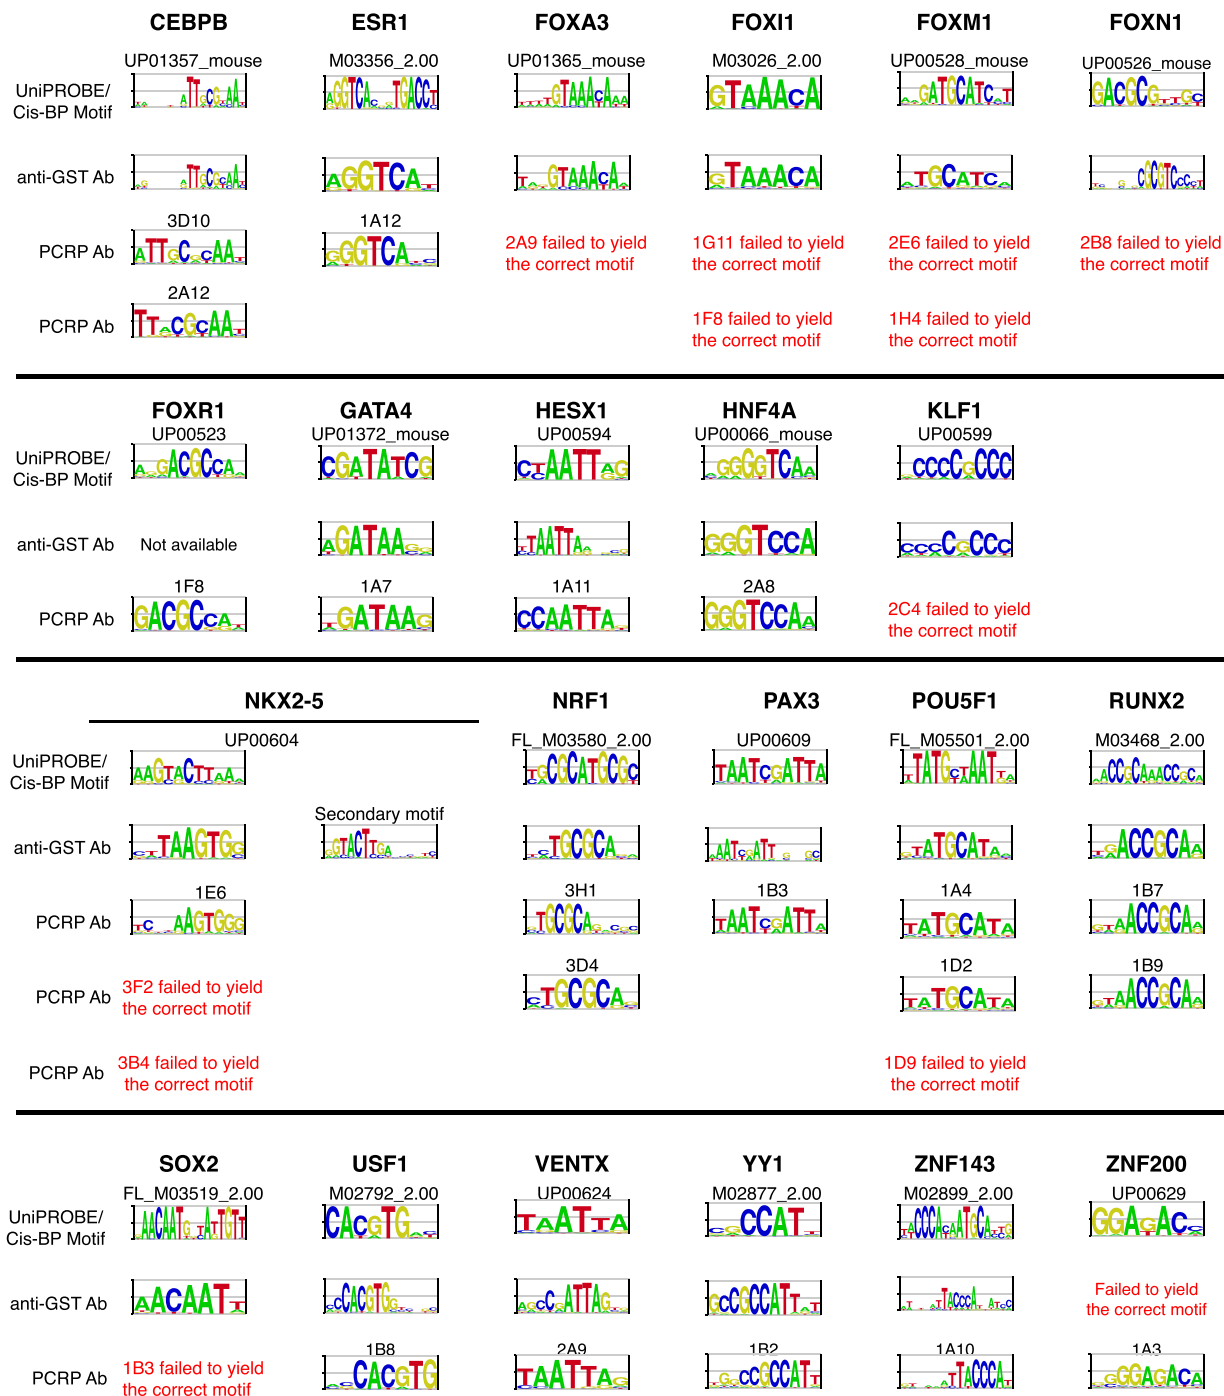 CEBPB ESR1 FOXA3 FOXI1 FOXM1 FOXN1
UP01357_mouse M03356_2.00 UP01365_mouse M03026_2.00 UP00528_mouse UP00526_mouse
UniPROBE/
Cis-BP Motif
anti-GST Ab
3D10 1A12
PCRP Ab
2A9 failed to yield 1G11 failed to yield 2E6 failed to yield 2B8 failed to yield
the correct motif the correct motif the correct motif the correct motif
2A12
PCRP Ab
1F8 failed to yield 1H4 failed to yield
the correct motif the correct motif
FOXR1 GATA4 HESX1 HNF4A KLF1
UP00523 UP01372_mouse UP00594 UP00066_mouse UP00599
UniPROBE/
Cis-BP Motif
anti-GST Ab Not available
1F8 1A7 1A11 2A8
PCRP Ab
2C4 failed to yield
the correct motif
NKX2-5 NRF1 PAX3 POU5F1 RUNX2
UP00604 FL_M03580_2.00 UP00609 FL_M05501_2.00 M03468_2.00
UniPROBE/
Cis-BP Motif
Secondary motif
anti-GST Ab
1E6 3H1 1B3 1A4 1B7
PCRP Ab
3D4 1D2 1B9
PCRP Ab
3F2 failed to yield
the correct motif
PCRP Ab
3B4 failed to yield 1D9 failed to yield
the correct motif the correct motif
SOX2 USF1 VENTX YY1 ZNF143 ZNF200
FL_M03519_2.00 M02792_2.00 UP00624 M02877_2.00 M02899_2.00 UP00629
UniPROBE/
Cis-BP Motif
anti-GST Ab
Failed to yield
the correct motif
1B8 2A9 1B2 1A10 1A3
PCRP Ab
1B3 failed to yield
the correct motif